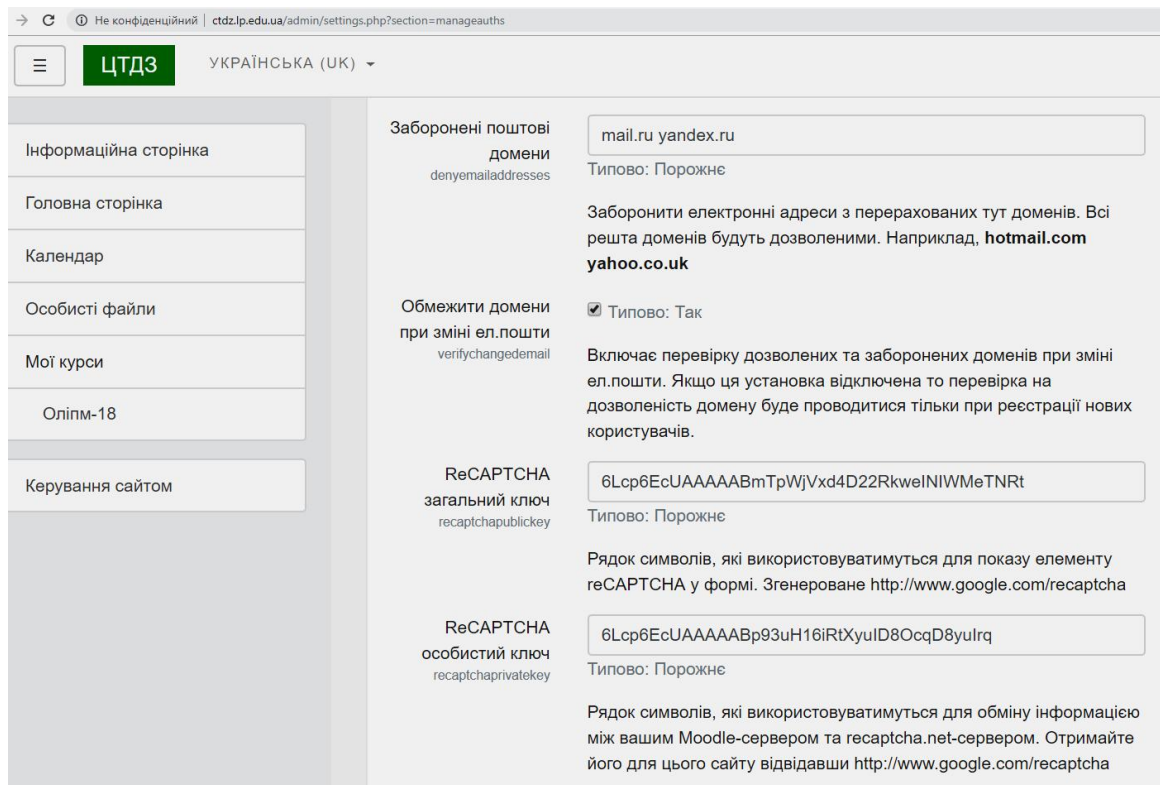 Не конфіденційний | ctdz.lp.edu.ua/admin/settings.php?section=manageauths
ЦТДЗ
УКРАЇНСЬКА (UK)
Інформаційна сторінка
Головна сторінка
Календар
Особисті файли
Мої курси
Оліпм-18
Керування сайтом
Заборонені поштові
домени
denyemailaddresses
mail.ru yandex.ru
Типово: Порожнє
Заборонити електронні адреси з перерахованих тут доменів. Всі
решта доменів будуть дозволеними. Наприклад, hotmail.com
yahoo.co.uk
Обмежити домени
при зміні ел.пошти
verifychangedemail
Типово: Так
Включає перевірку дозволених та заборонених доменів при зміні
ел.пошти. Якщо ця установка відключена то перевірка на
дозволеність домену буде проводитися тільки при реєстрації нових
користувачів.
ReCAPTCHA
загальний ключ
recaptchapublickey
6Lcp6EcUAAAAABmTpWjVxd4D22RkweINIWMeTNRt
Типово: Порожнє
Рядок символів, які використовуватимуться для показу елементу
reCAPTCHA у формі. Згенероване http://www.google.com/recaptcha
ReCAPTCHA
особистий ключ
recaptchaprivatekey
6Lcp6EcUAAAAABp93uH16iRtXyuID8OcqD8yuIrq
Типово: Порожнє
Рядок символів, які використовуватимуться для обміну інформацією
між вашим Moodle-сервером та recaptcha.net-сервером. Отримайте
його для цього сайту відвідавши http://www.google.com/recaptcha